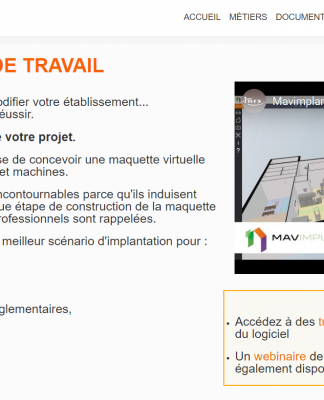 ACCUEIL MÉTIERS DOCUMENT
DE TRAVAIL
odifier votre établissement...
éussir.
e votre projet.
se de concevoir une maquette virtuelle
et machines.
ncontournables parce qu'ils induisent
ue étape de construction de la maquette
rofessionnels sont rappelées.
meilleur scénario d'implantation pour :
glementaires,
Mavimplan
MAVIMPL
Accédez à des tu
du logiciel
Un webinaire de
également dispo